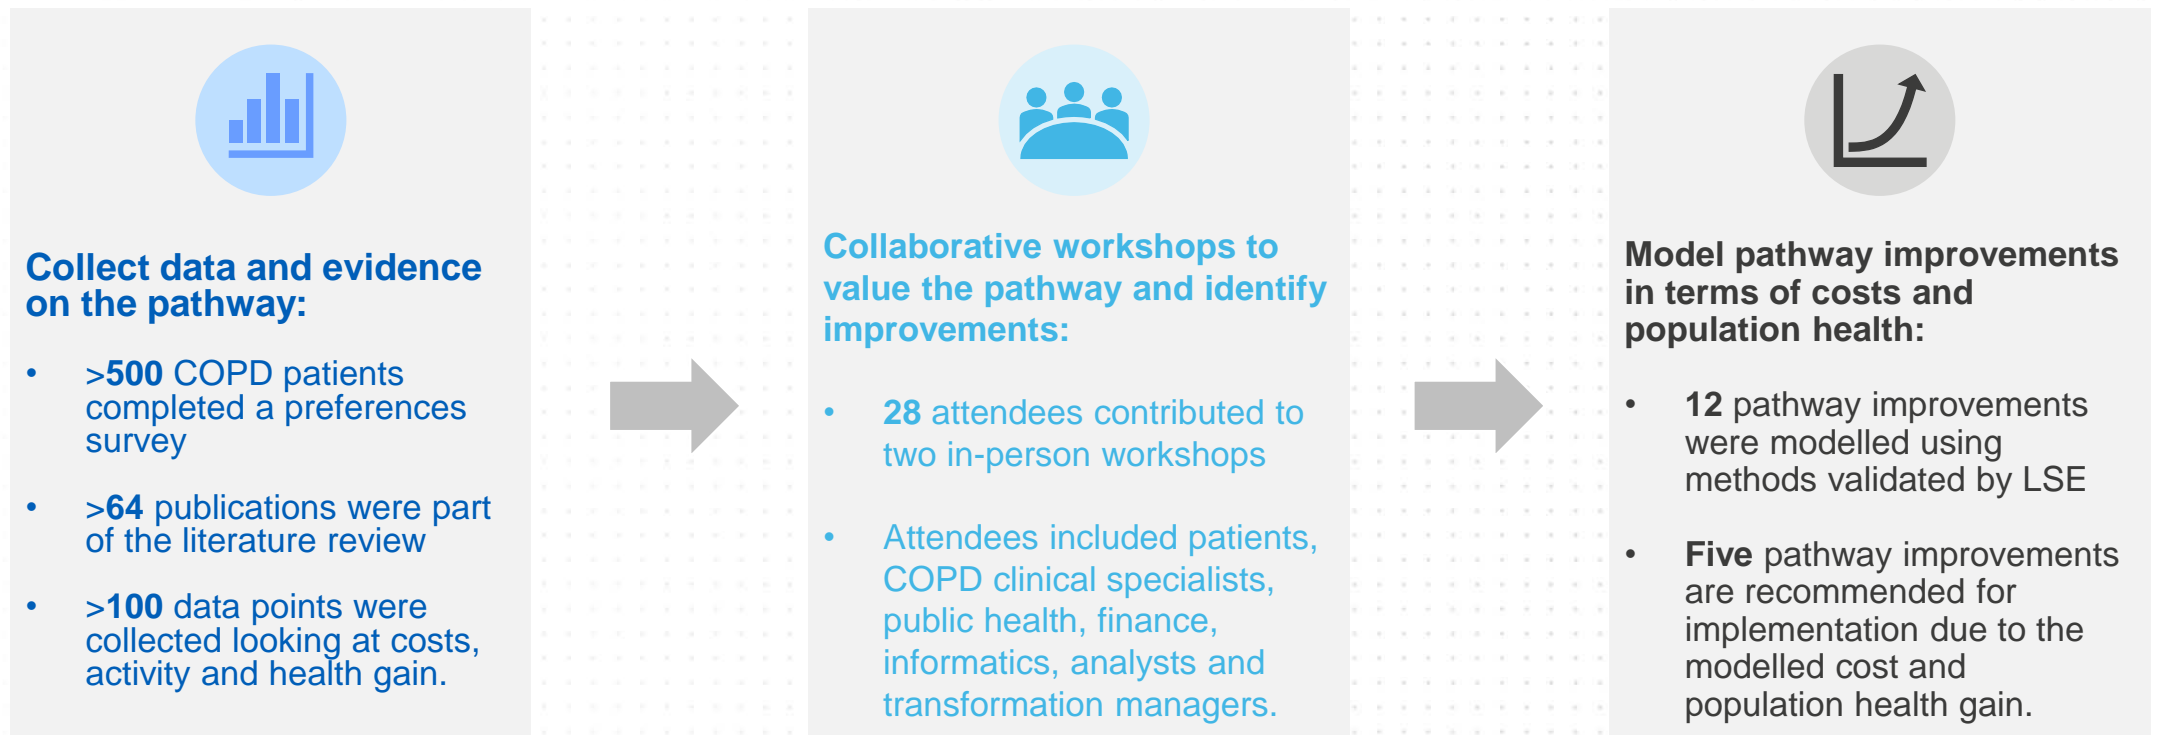 Collect data and evidence
on the pathway:
• >500 COPD patients
completed a preferences
survey
• >64 publications were part
of the literature review
• >100 data points were
collected looking at costs,
activity and health gain.
Collaborative workshops to
value the pathway and identify
improvements:
• 28 attendees contributed to
two in-person workshops
• Attendees included patients,
COPD clinical specialists,
public health, finance,
informatics, analysts and
transformation managers.
Model pathway improvements
in terms of costs and
population health:
• 12 pathway improvements
were modelled using
methods validated by LSE
• Five pathway improvements
are recommended for
implementation due to the
modelled cost and
population health gain.